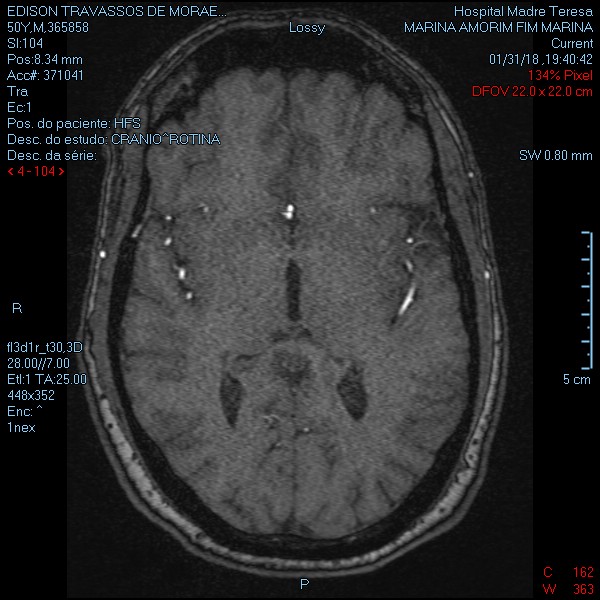 EDISON TRAVASSOS DE MORAE...
50Y,M,365858
Sl:104
Pos:8.34 mm
Acc#: 371041
Tra
Ec:1
Pos. do paciente: HFS
Desc. do estudo: CRANIO^ROTINA
Desc. da série:
< 4 - 104 >
Lossy
Hospital Madre Teresa
MARINA AMORIM FIM MARINA
Current
01/31/18 ,19:40:42
134% Pixel
DFOV 22.0 x 22.0 cm
SW 0.80 mm
R
fl3d1r_t30,3D
28.00//7.00
Etl:1 TA:25.00
448x352
Enc: ^
1nex
5 cm
P
C 162
W 363